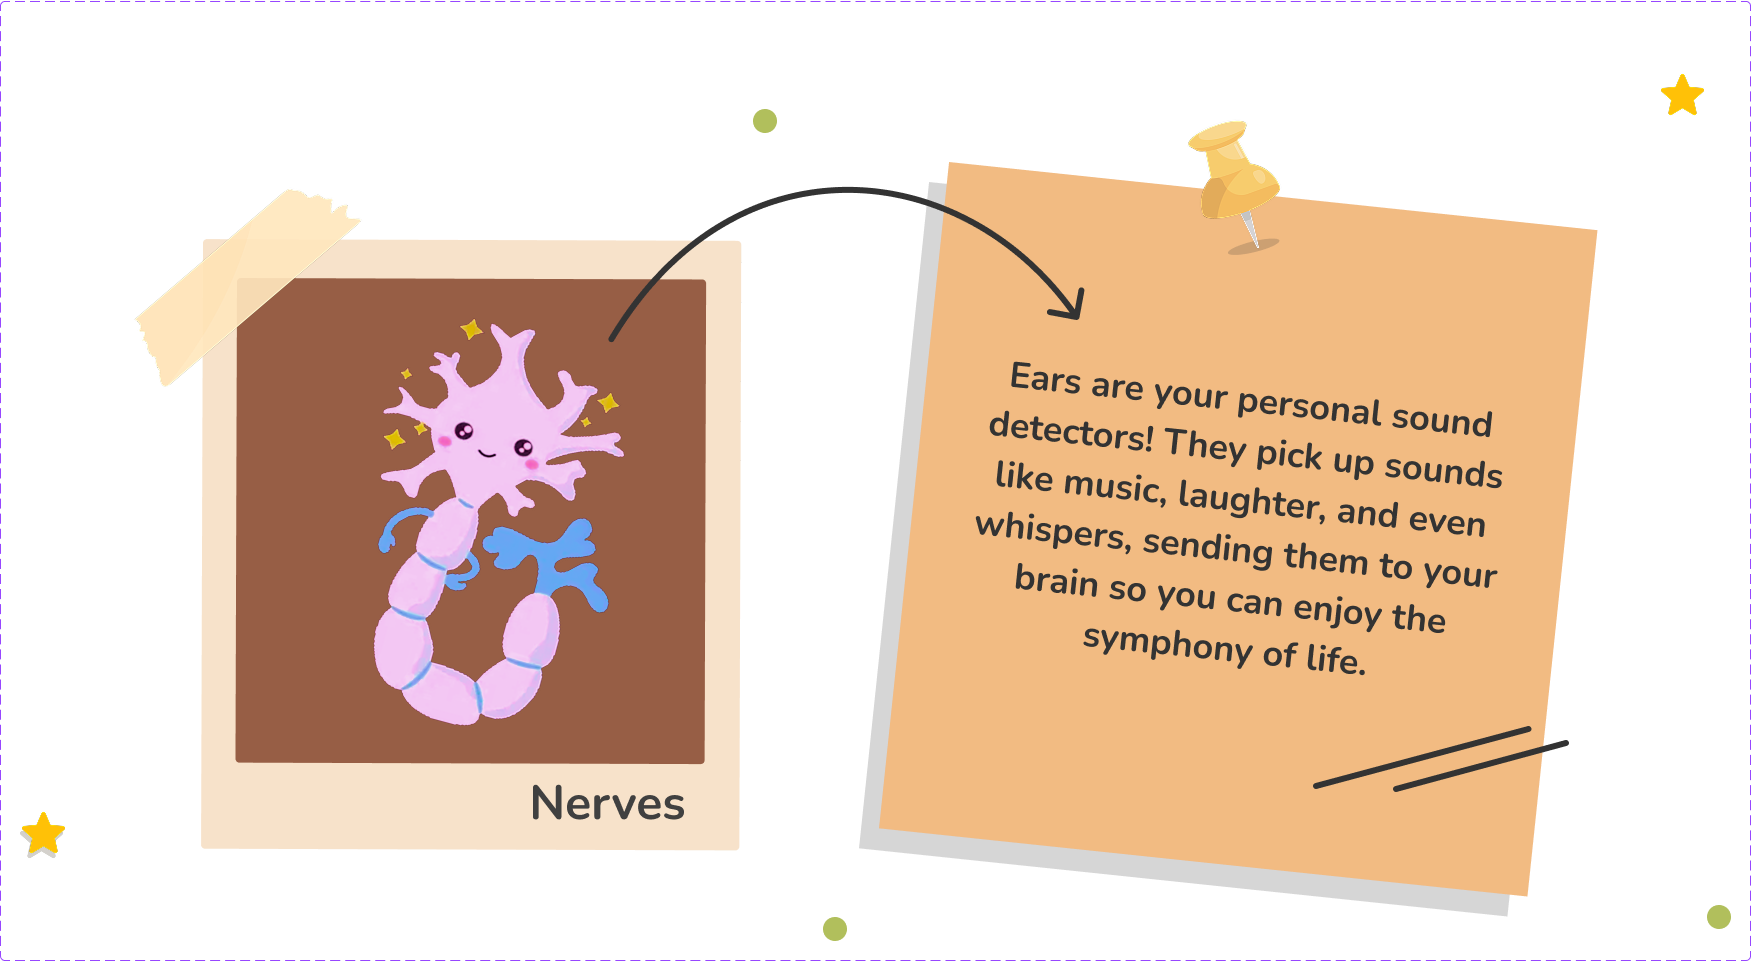 Nerves
Ears are your personal sound
detectors! They pick up sounds
like music, laughter, and even
whispers, sending them to your
brain so you can enjoy the
symphony of life.